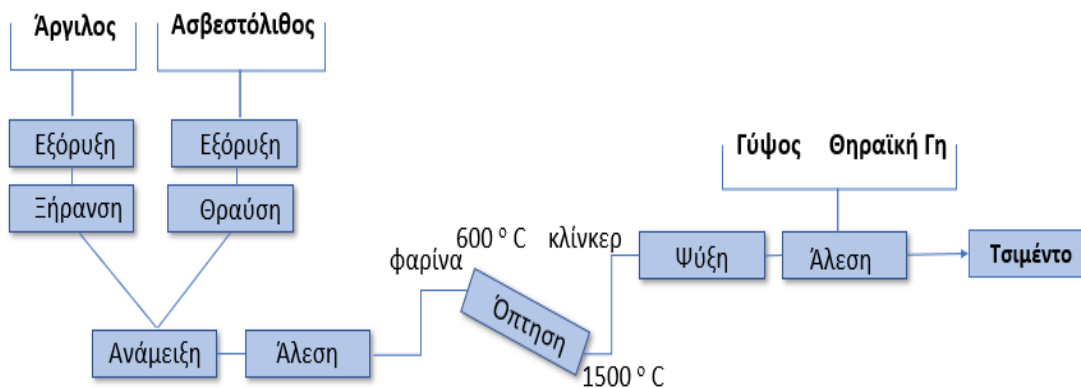 Άργιλος
Ασβεστόλιθος
Εξόρυξη
Εξόρυξη
Ξήρανση
Θραύση
Ανάμειξη
Άλεση
φαρίνα
600 ° C
Όπτηση
1500 ° C
κλίνκερ
Ψύξη
Γύψος Θηραϊκή Γη
Άλεση
Τσιμέντο